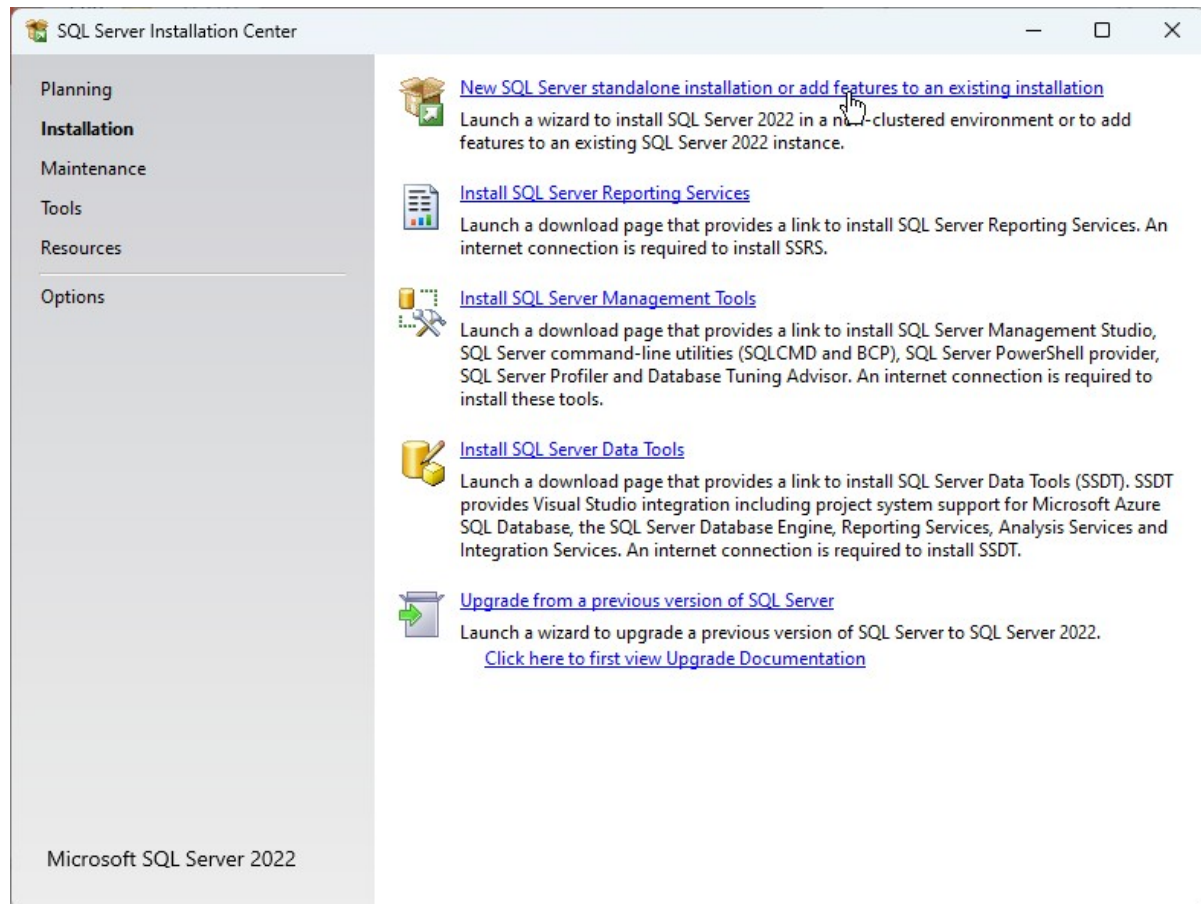 SQL Server Installation Center
Planning
Installation
Maintenance
Tools
Resources
Options
Microsoft SQL Server 2022
New SQL Server standalone installation or add features to an existing installation
Launch a wizard to install SQL Server 2022 in a non-clustered environment or to add
features to an existing SQL Server 2022 instance.
Install SQL Server Reporting Services
Launch a download page that provides a link to install SQL Server Reporting Services. An
internet connection is required to install SSRS.
Install SQL Server Management Tools
Launch a download page that provides a link to install SQL Server Management Studio,
SQL Server command-line utilities (SQLCMD and BCP), SQL Server PowerShell provider,
SQL Server Profiler and Database Tuning Advisor. An internet connection is required to
install these tools.
Install SQL Server Data Tools
Launch a download page that provides a link to install SQL Server Data Tools (SSDT). SSDT
provides Visual Studio integration including project system support for Microsoft Azure
SQL Database, the SQL Server Database Engine, Reporting Services, Analysis Services and
Integration Services. An internet connection is required to install SSDT.
Upgrade from a previous version of SQL Server
Launch a wizard to upgrade a previous version of SQL Server to SQL Server 2022.
Click here to first view Upgrade Documentation